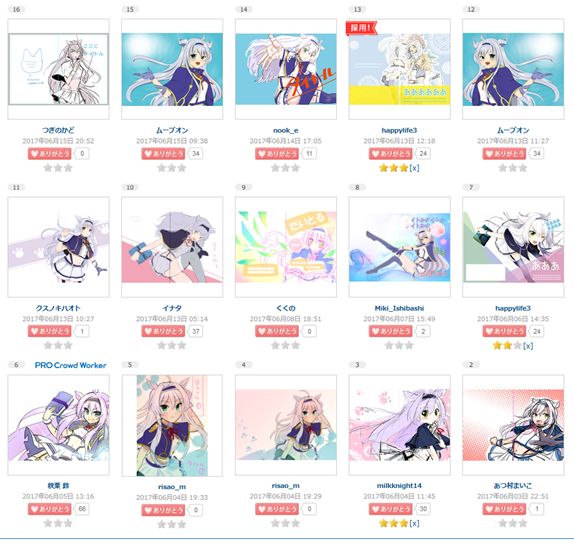 16
15
14
13
12
採用!
ここに
タイトル
タイトル
ああああああ
つぎのかど
ムーブオン
nook_e
happylife3
ムーブオン
2017年06月15日 20:52
2017年06月15日 09:38
2017年06月14日 17:05
2017年06月13日 12:18
2017年06月13日 11:27
ありがとう 0
ありがとう 34
ありがとう 11
ありがとう 24
ありがとう 34
[x]
11
10
9
8
7
たいとる
あああ
クスノキハオト
イナタ
くくの
Miki_Ishibashi
happylife3
2017年06月13日 10:27
2017年06月13日 05:14
2017年06月08日 18:51
2017年06月07日 15:49
2017年06月06日 14:35
ありがとう 1
ありがとう 37
ありがとう 0
ありがとう 2
ありがとう 24
[x]
6
PRO Crowd Worker
5
4
3
2
咲栗 鈴
risao_m
risao_m
milkknight14
あつ村まいこ
2017年06月05日 13:16
2017年06月04日 19:33
2017年06月04日 19:29
2017年06月04日 11:45
2017年06月03日 22:51
ありがとう 66
ありがとう 0
ありがとう 0
ありがとう 30
ありがとう 1
[x]